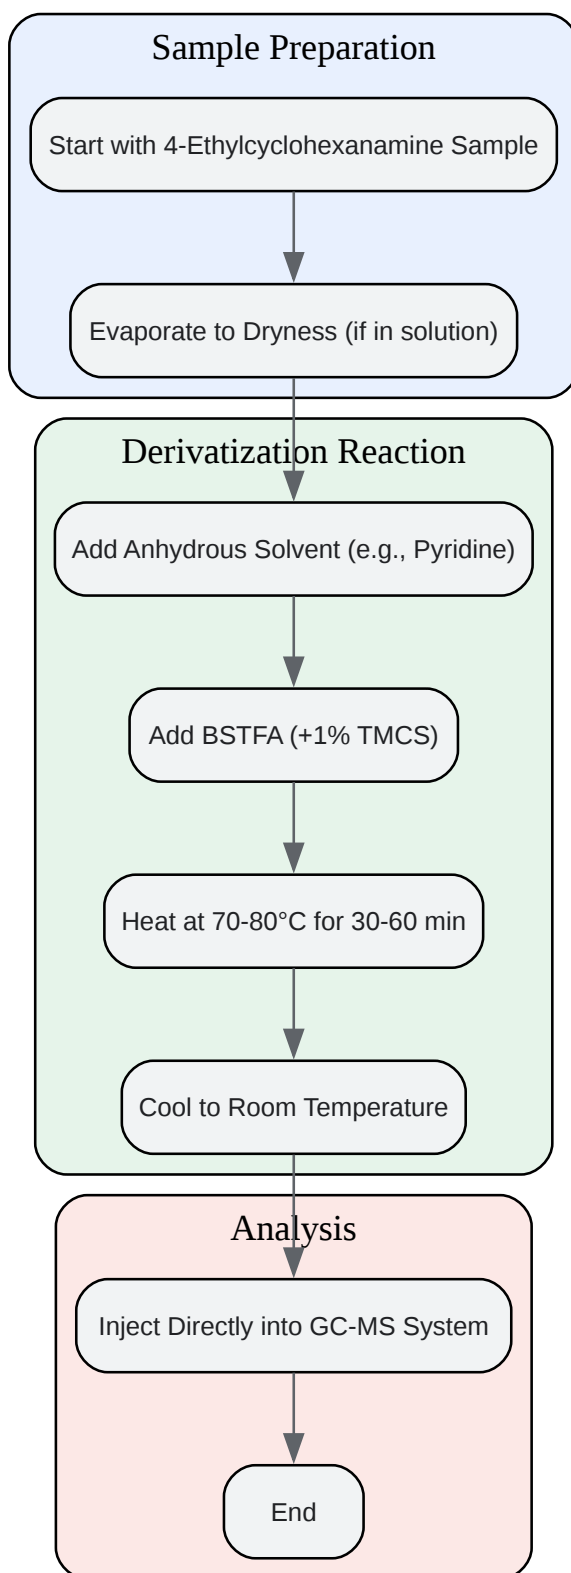 Sample Preparation
Start with 4-Ethylcyclohexanamine Sample
Evaporate to Dryness (if in solution)
Derivatization Reaction
Add Anhydrous Solvent (e.g., Pyridine)
Add BSTFA (+1% TMCS)
Heat at 70-80°C for 30-60 min
Cool to Room Temperature
Analysis
Inject Directly into GC-MS System
End